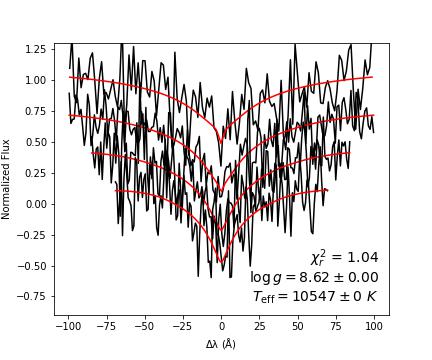 1.25
1.00
0.75
0.50
0.25
0.00
−0.25
−0.50
−0.75
Normalized Flux
χ²ᵣ = 1.04
log g = 8.62 ± 0.00
T_eff = 10547 ± 0 K
−100 −75 −50 −25 0 25 50 75 100
Δλ (Å)